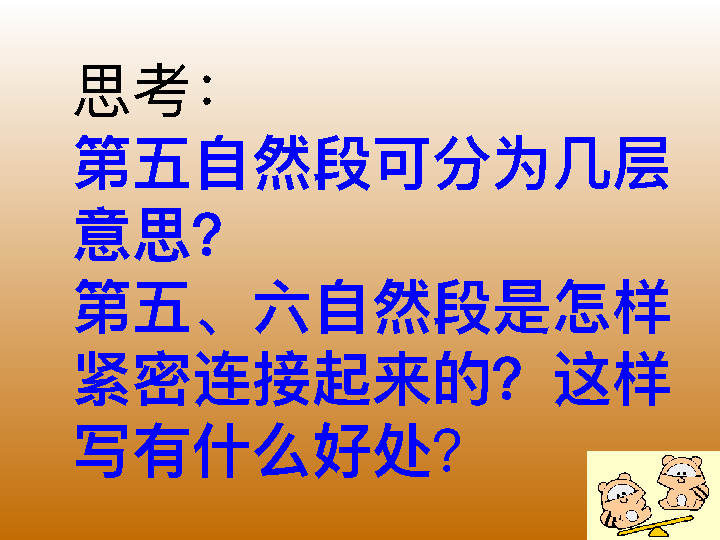 思考：
第五自然段可分为几层
意思？
第五、六自然段是怎样
紧密连接起来的？这样
写有什么好处？